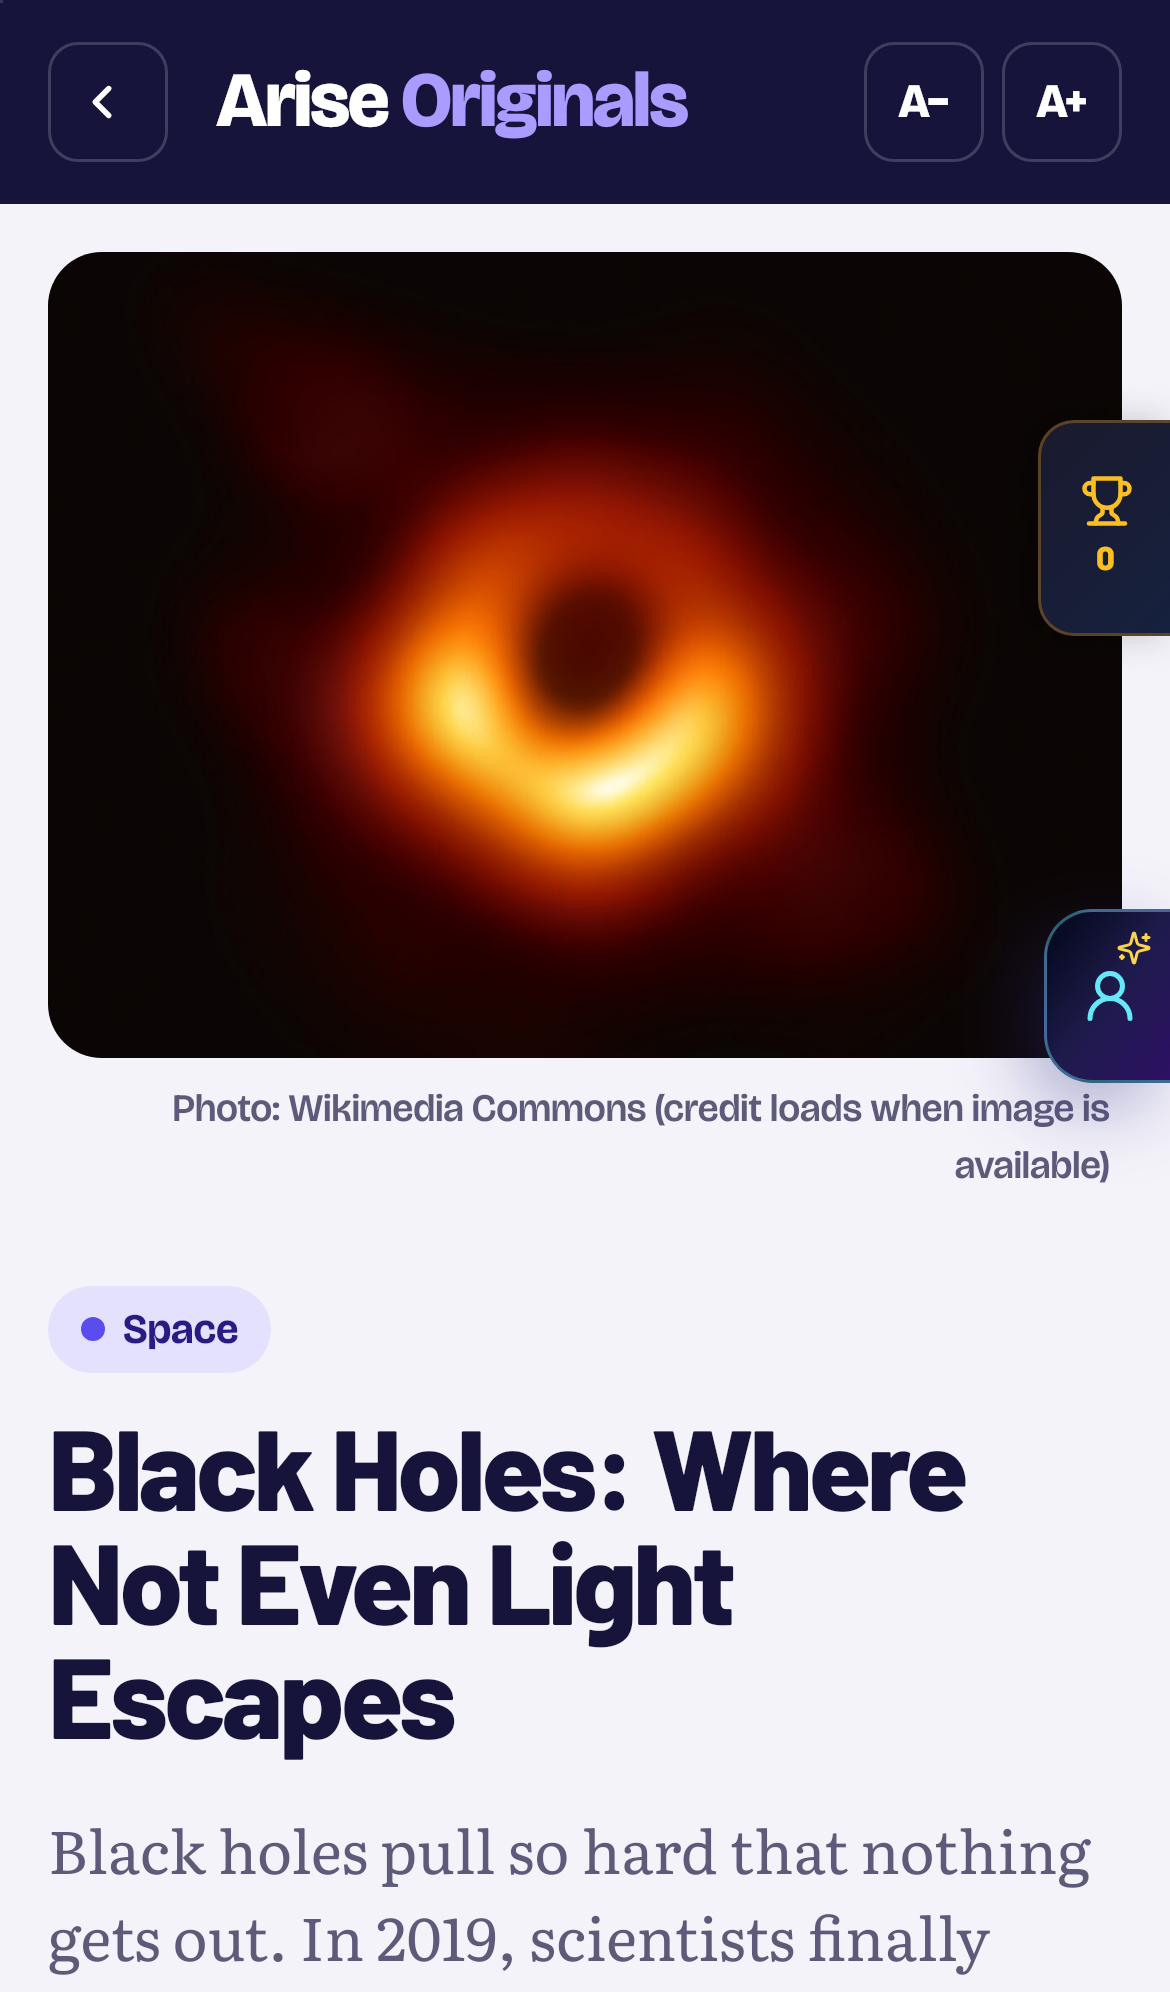 Arise Originals
A-
A+
0
Photo: Wikimedia Commons (credit loads when image is
available)
Space
Black Holes: Where
Not Even Light
Escapes
Black holes pull so hard that nothing
gets out. In 2019, scientists finally